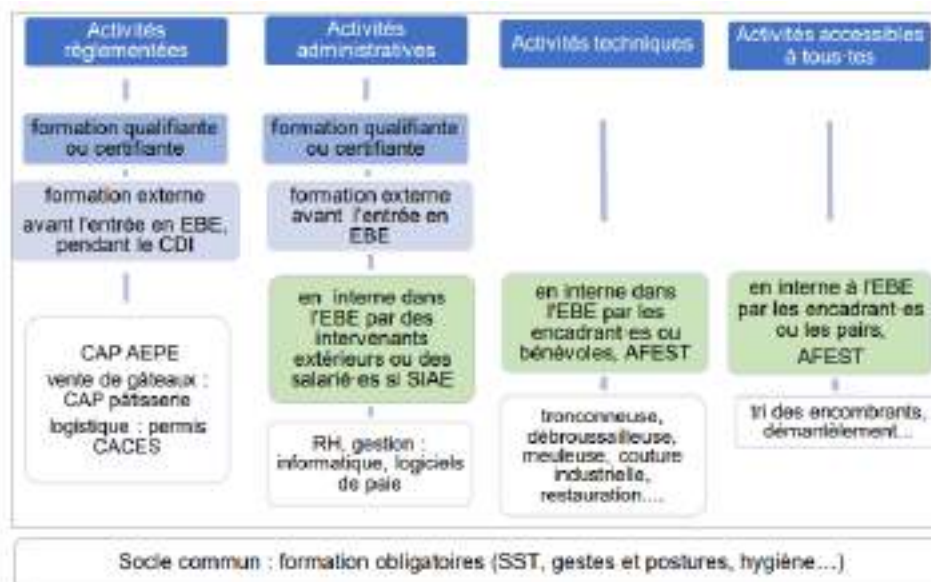 Activités
réglementées
formation qualifiante
ou certifiante
formation externe
avant l'entrée en EBE,
pendant le CDI
CAP AEPE
vente de gâteaux :
CAP pâtisserie
logistique : permis
CACES
Activités
administratives
formation qualifiante
ou certifiante
formation externe
avant l'entrée en
EBE
en interne dans
l'EBE par des
intervenants
extérieurs ou des
salarié·es si SIAE
RH, gestion :
informatique, logiciels
de paie
Activités techniques
en interne dans
l'EBE par les
encadrant·es ou
bénévoles, AFEST
tronconneuse,
débroussailleuse,
meuleuse, couture
industrielle,
restauration....
Activités accessibles
à tous·tes
en interne à l'EBE
par les encadrant·es
ou les pairs,
AFEST
tri des encombrants,
démantèlement...
Socle commun : formation obligatoires (SST, gestes et postures, hygiène...)